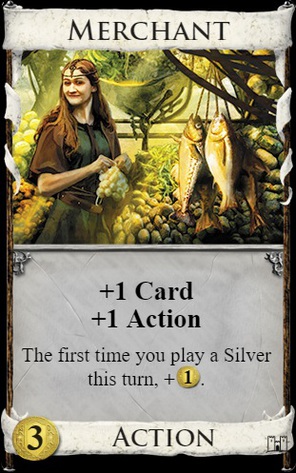 MERCHANT
+1 Card
+1 Action
The first time you play a Silver
this turn, +1.
3 ACTION